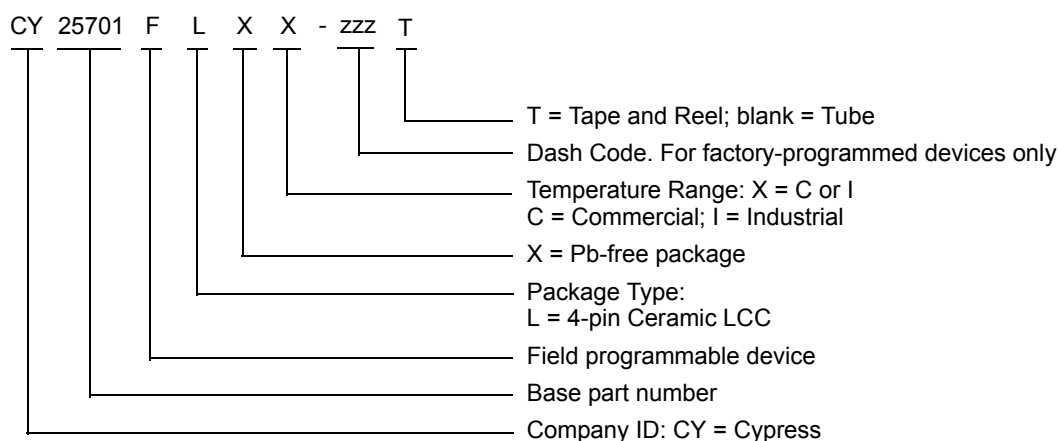 CY 25701 F L X X - zzz T
T = Tape and Reel; blank = Tube
Dash Code. For factory-programmed devices only
Temperature Range: X = C or I
C = Commercial; I = Industrial
X = Pb-free package
Package Type:
L = 4-pin Ceramic LCC
Field programmable device
Base part number
Company ID: CY = Cypress